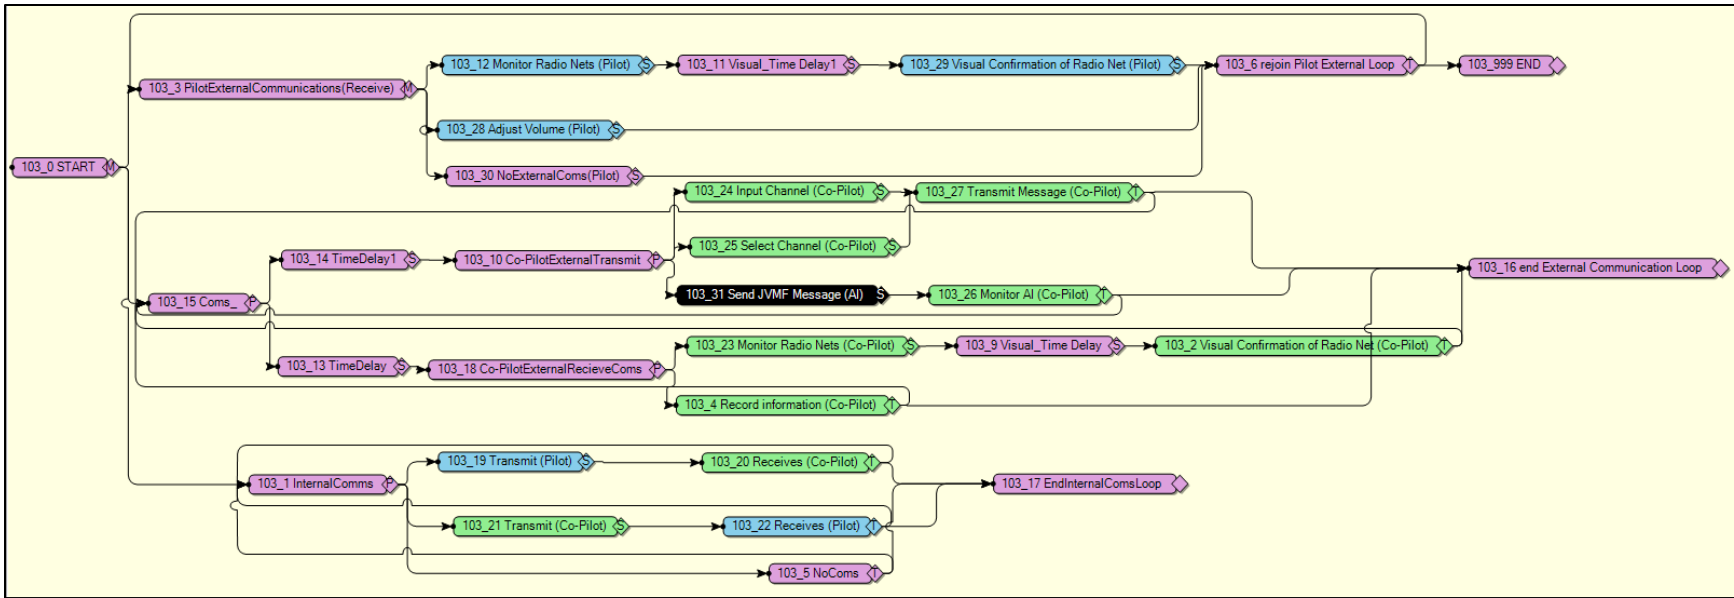 103_12 Monitor Radio Nets (Pilot) S
103_11 Visual_Time Delay1 S
103_29 Visual Confirmation of Radio Net (Pilot) S
103_6 rejoin Pilot External Loop T
103_999 END
103_3 PilotExternalCommunications(Receive) M
103_28 Adjust Volume (Pilot) S
103_0 START M
103_30 NoExternalComs(Pilot) S
103_24 Input Channel (Co-Pilot) S
103_27 Transmit Message (Co-Pilot) T
103_25 Select Channel (Co-Pilot) S
103_14 TimeDelay1 S
103_10 Co-PilotExternalTransmit P
103_16 end External Communication Loop
103_15 Coms_ P
103_31 Send JVMF Message (AI) S
103_26 Monitor AI (Co-Pilot) T
103_23 Monitor Radio Nets (Co-Pilot) S
103_9 Visual_Time Delay S
103_2 Visual Confirmation of Radio Net (Co-Pilot) T
103_13 TimeDelay S
103_18 Co-PilotExternalRecieveComs P
103_4 Record information (Co-Pilot) T
103_19 Transmit (Pilot) S
103_20 Receives (Co-Pilot) T
103_1 InternalComms P
103_17 EndInternalComsLoop
103_21 Transmit (Co-Pilot) S
103_22 Receives (Pilot) T
103_5 NoComs T